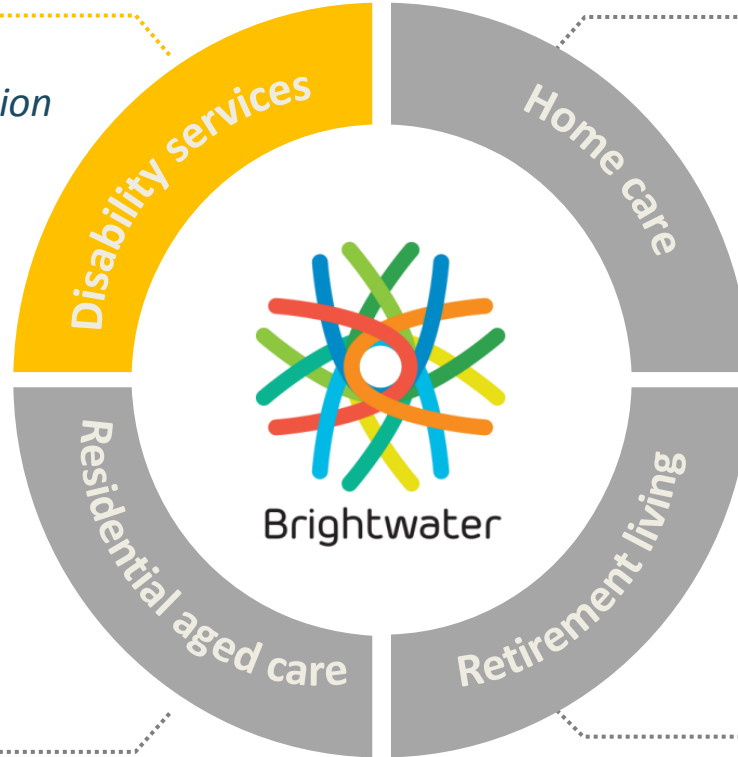 ion
Disability services
Home care
Brightwater
Residential aged care
Retirement living